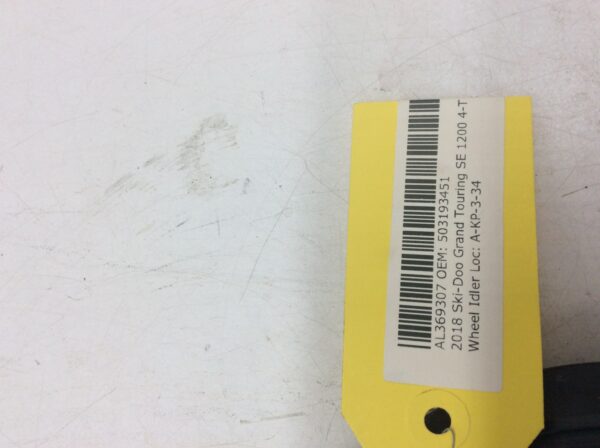 AL369307 OEM: 503193451
2018 Ski-Doo Grand Touring SE 1200 4-T
Wheel Idler Loc: A-KP-3-34